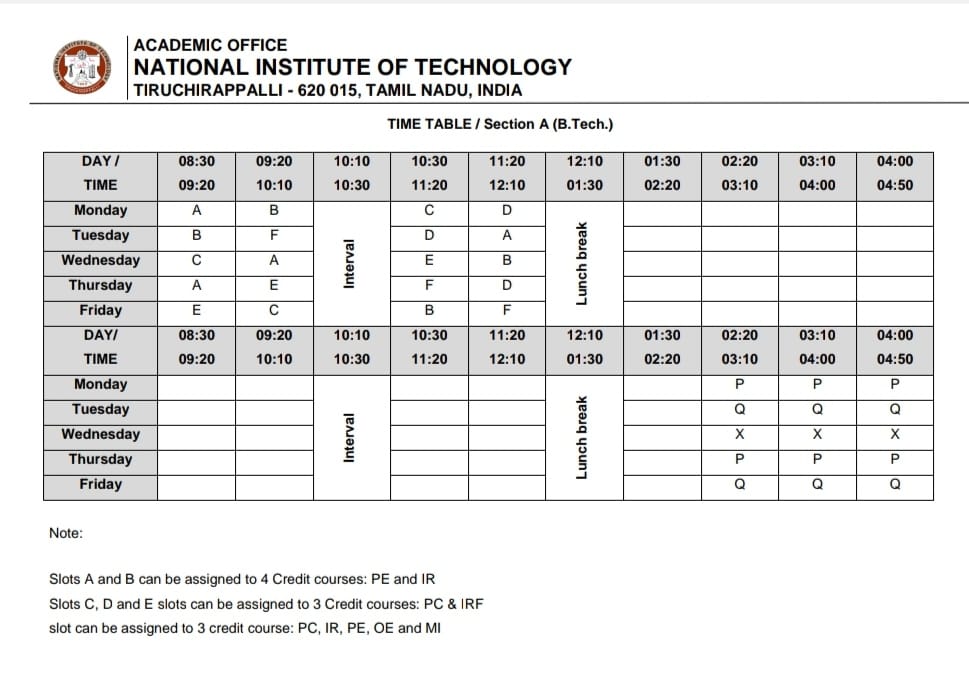 ACADEMIC OFFICE
NATIONAL INSTITUTE OF TECHNOLOGY
TIRUCHIRAPPALLI - 620 015, TAMIL NADU, INDIA
TIME TABLE / Section A (B.Tech.)
DAY / 08:30 09:20 10:10 10:30 11:20 12:10 01:30 02:20 03:10 04:00
TIME 09:20 10:10 10:30 11:20 12:10 01:30 02:20 03:10 04:00 04:50
Monday A B C D
Tuesday B F D A
Wednesday C A Interval E B Lunch break
Thursday A E F D
Friday E C B F
DAY/ 08:30 09:20 10:10 10:30 11:20 12:10 01:30 02:20 03:10 04:00
TIME 09:20 10:10 10:30 11:20 12:10 01:30 02:20 03:10 04:00 04:50
Monday P P P
Tuesday Q Q Q
Wednesday Interval Lunch break X X X
Thursday P P P
Friday Q Q Q
Note:
Slots A and B can be assigned to 4 Credit courses: PE and IR
Slots C, D and E slots can be assigned to 3 Credit courses: PC & IRF
slot can be assigned to 3 credit course: PC, IR, PE, OE and MI